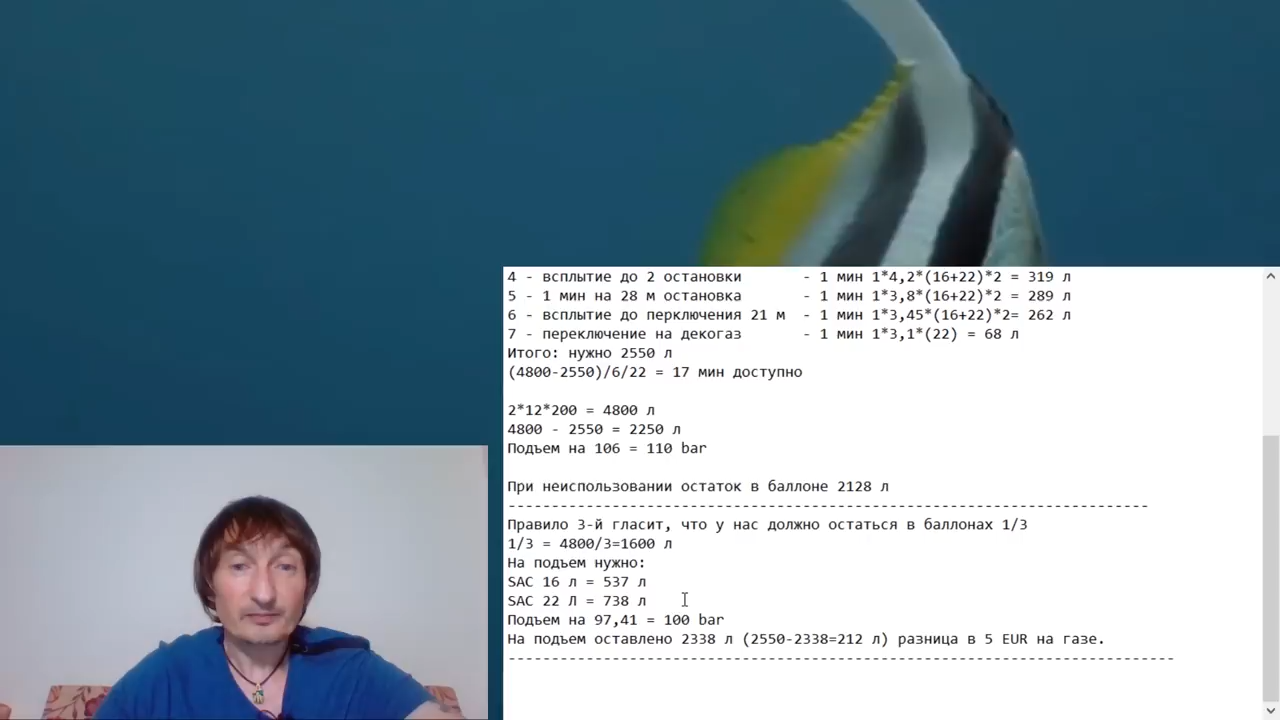 4 - всплытие до 2 остановки - 1 мин 1*4,2*(16+22)*2 = 319 л
5 - 1 мин на 28 м остановка - 1 мин 1*3,8*(16+22)*2 = 289 л
6 - всплытие до перключения 21 м - 1 мин 1*3,45*(16+22)*2= 262 л
7 - переключение на декогаз - 1 мин 1*3,1*(22) = 68 л
Итого: нужно 2550 л
(4800-2550)/6/22 = 17 мин доступно
2*12*200 = 4800 л
4800 - 2550 = 2250 л
Подъем на 106 = 110 bar
При неиспользовании остаток в баллоне 2128 л
--------------------------------------------------------------------------
Правило 3-й гласит, что у нас должно остаться в баллонах 1/3
1/3 = 4800/3=1600 л
На подъем нужно:
SAC 16 л = 537 л
SAC 22 Л = 738 л
Подъем на 97,41 = 100 bar
На подъем оставлено 2338 л (2550-2338=212 л) разница в 5 EUR на газе.
-----------------------------------------------------------------------------